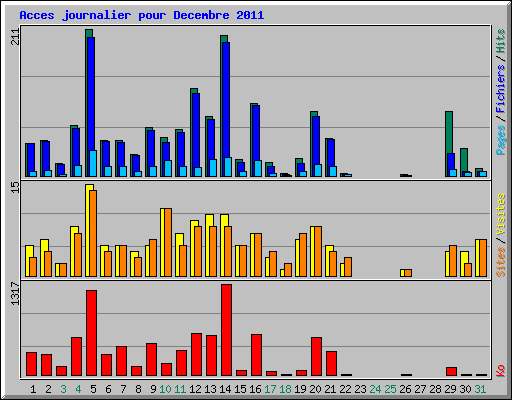 Acces journalier pour Decembre 2011
211
Pages / Fichiers / Hits
15
Sites / Visites
1317
Ko
1 2 3 4 5 6 7 8 9 10 11 12 13 14 15 16 17 18 19 20 21 22 23 24 25 26 27 28 29 30 31